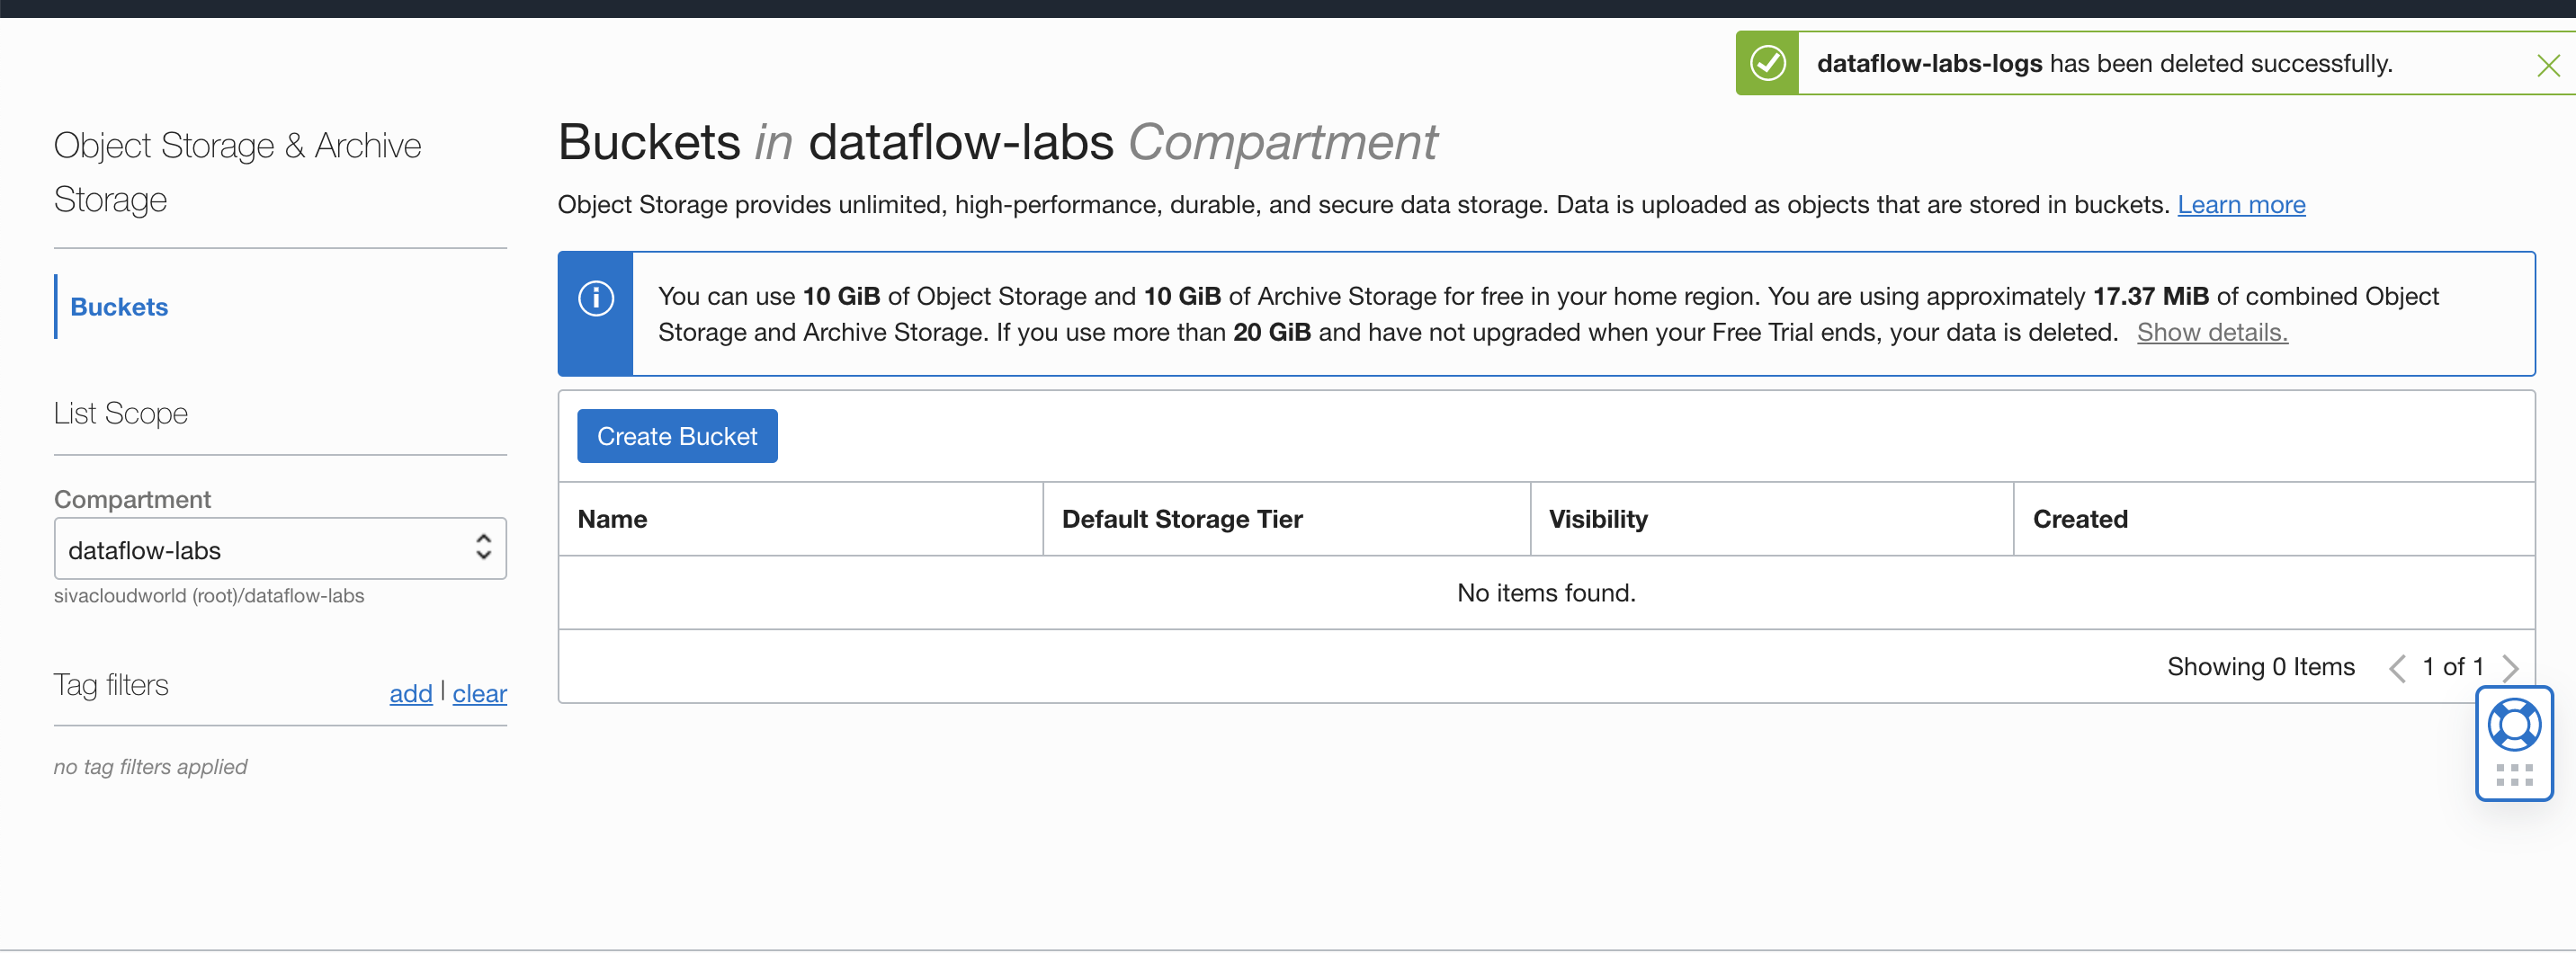 dataflow-labs-logs has been deleted successfully.
Object Storage & Archive
Storage
Buckets
List Scope
Compartment
dataflow-labs
sivacloudworld (root)/dataflow-labs
Tag filters
add | clear
no tag filters applied
Buckets in dataflow-labs Compartment
Object Storage provides unlimited, high-performance, durable, and secure data storage. Data is uploaded as objects that are stored in buckets. Learn more
You can use 10 GiB of Object Storage and 10 GiB of Archive Storage for free in your home region. You are using approximately 17.37 MiB of combined Object
Storage and Archive Storage. If you use more than 20 GiB and have not upgraded when your Free Trial ends, your data is deleted. Show details.
Create Bucket
Name Default Storage Tier Visibility Created
No items found.
Showing 0 Items < 1 of 1 >